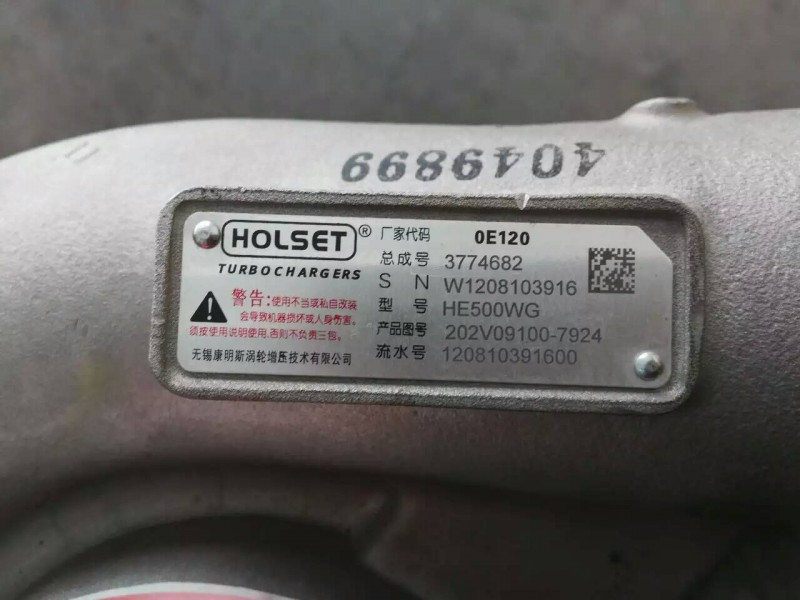 4049899
HOLSET®
TURBOCHARGERS
厂家代码 0E120
总成号 3774682
S N W1208103916
型号 HE500WG
产品图号 202V09100-7924
流水号 120810391600
警告:使用不当或私自改装
会导致机器损坏或人身伤害。
须按使用说明使用.否则不负责三包。
无锡康明斯涡轮增压技术有限公司